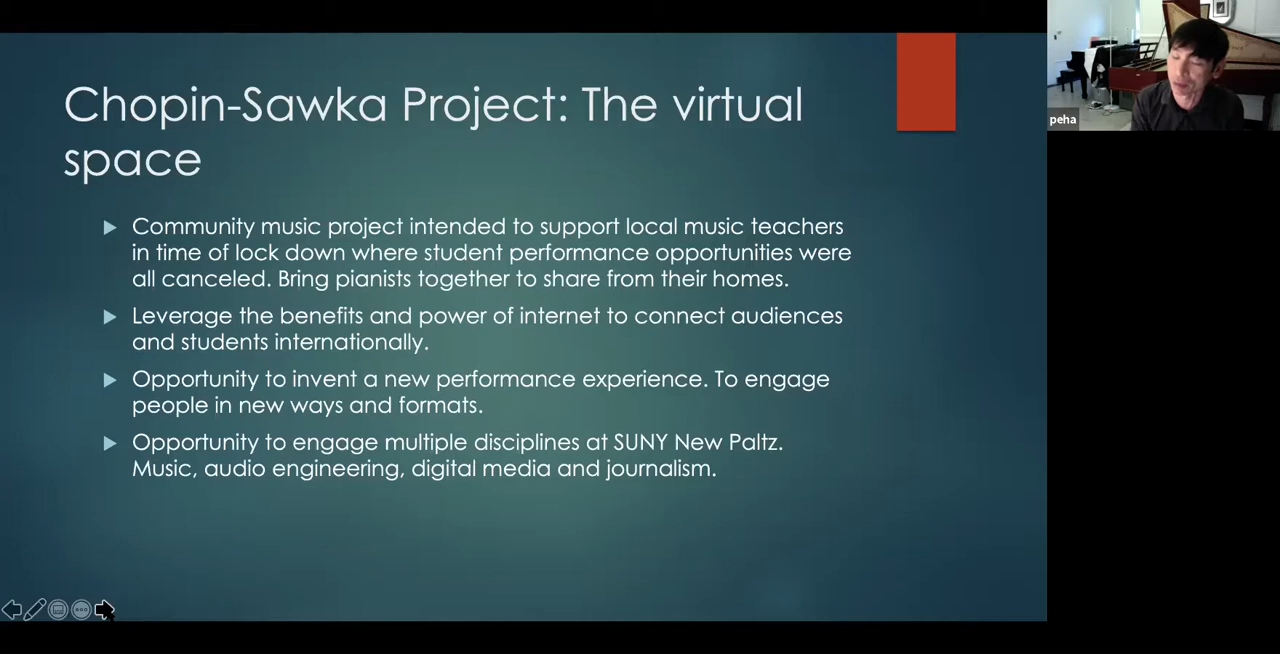 Chopin-Sawka Project: The virtual
space
Community music project intended to support local music teachers
in time of lock down where student performance opportunities were
all canceled. Bring pianists together to share from their homes.
Leverage the benefits and power of internet to connect audiences
and students internationally.
Opportunity to invent a new performance experience. To engage
people in new ways and formats.
Opportunity to engage multiple disciplines at SUNY New Paltz.
Music, audio engineering, digital media and journalism.
peha